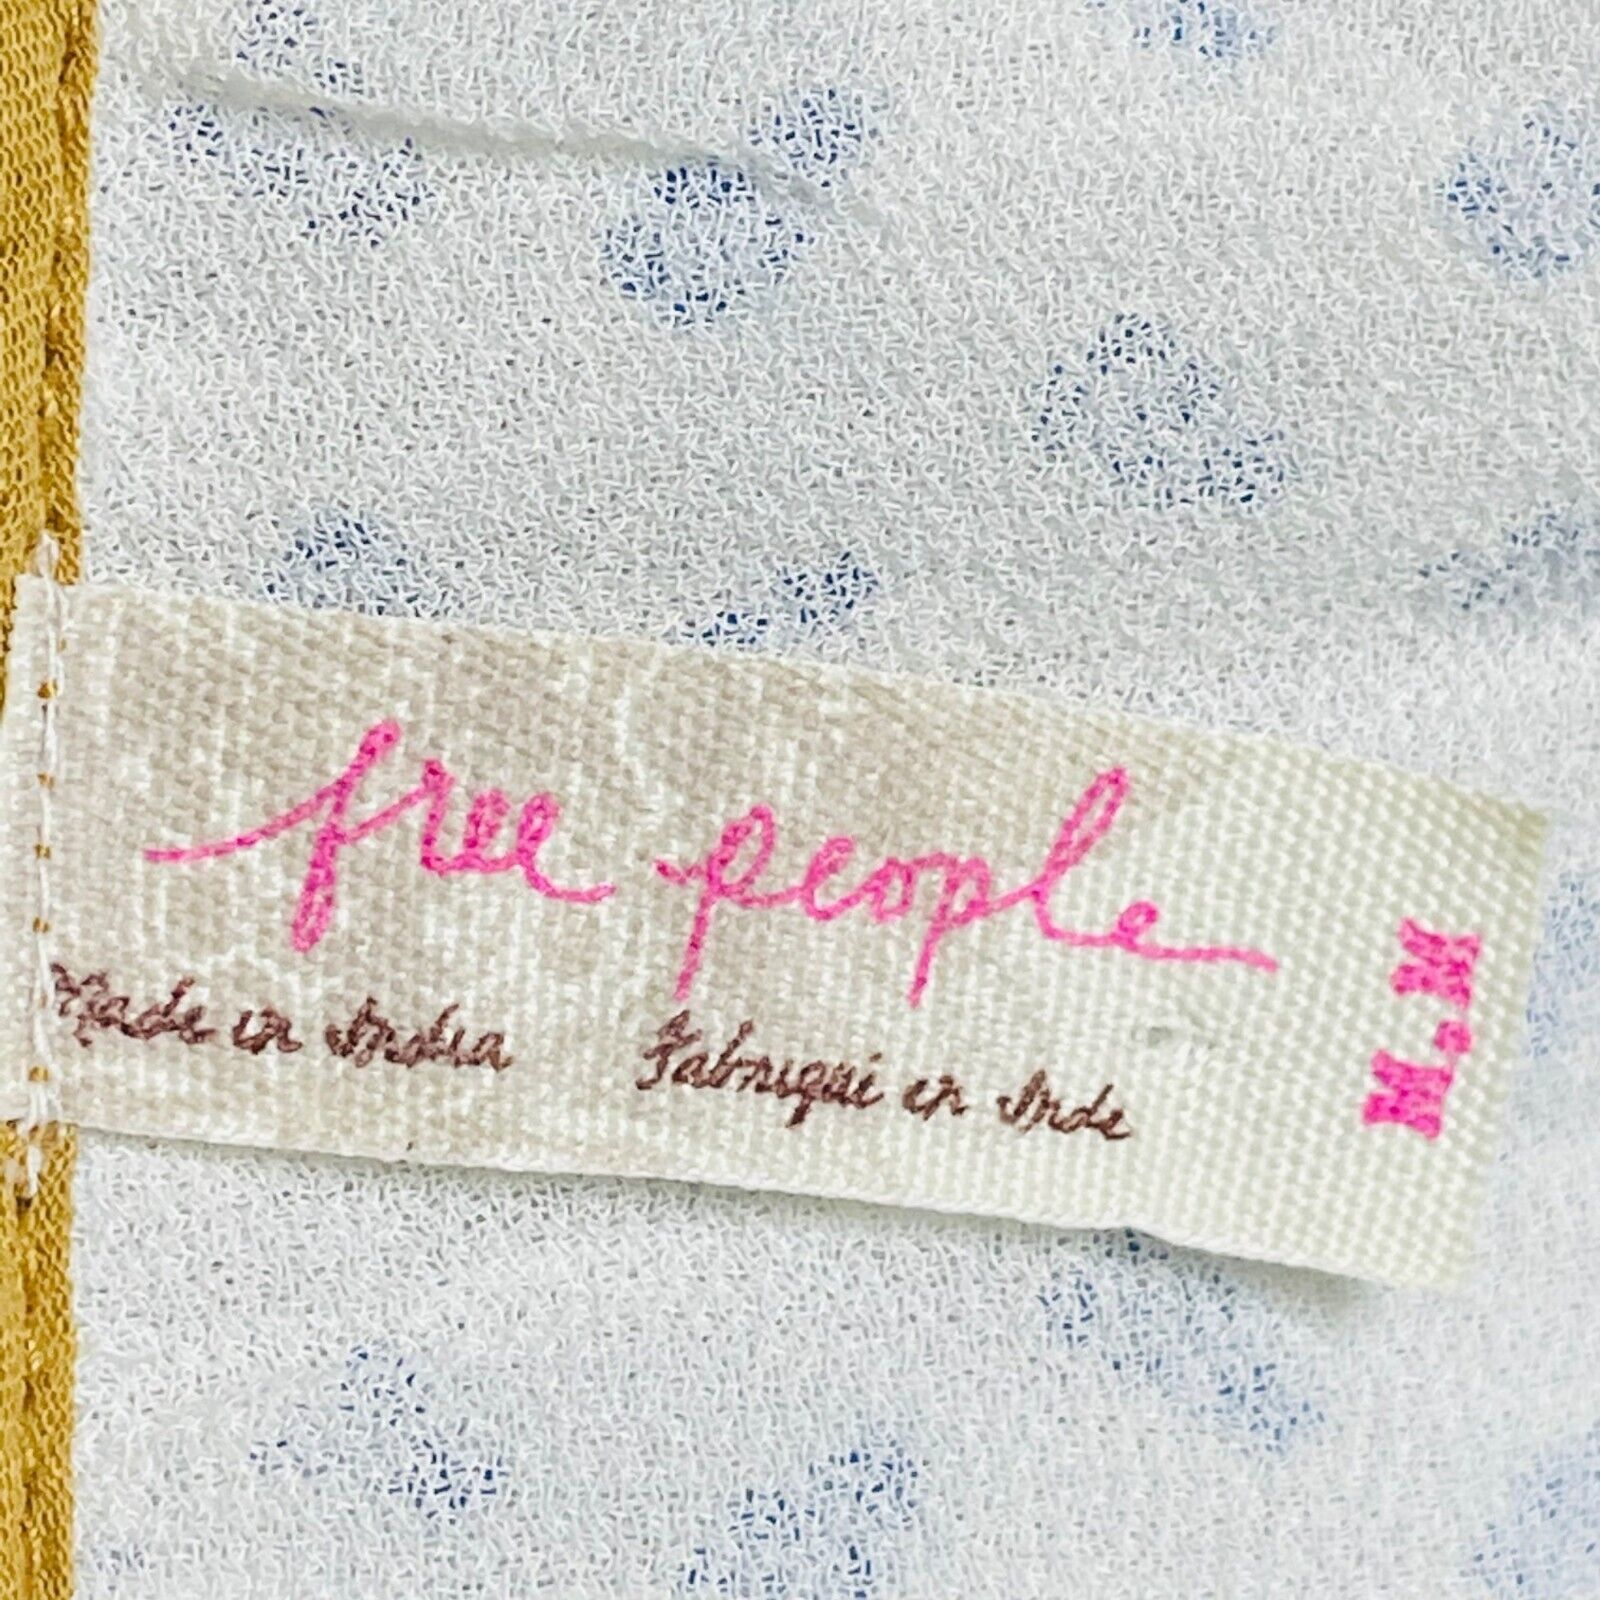 free people
Made in India Fabriqué en Inde
M.M